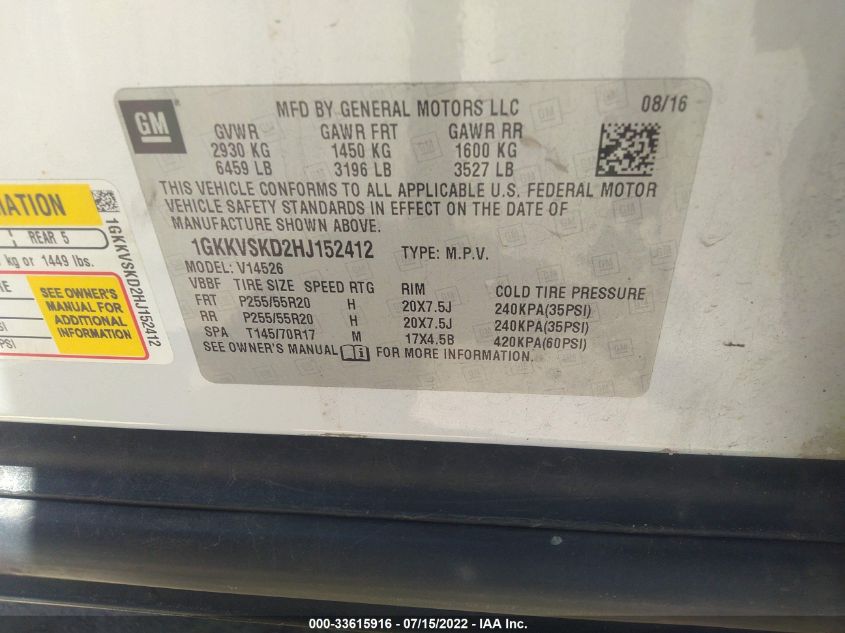 GM
MFD BY GENERAL MOTORS LLC 08/16
GVWR GAWR FRT GAWR RR
2930 KG 1450 KG 1600 KG
6459 LB 3196 LB 3527 LB
THIS VEHICLE CONFORMS TO ALL APPLICABLE U.S. FEDERAL MOTOR
VEHICLE SAFETY STANDARDS IN EFFECT ON THE DATE OF
MANUFACTURE SHOWN ABOVE.
1GKKVSKD2HJ152412 TYPE: M.P.V.
MODEL: V14526
VBBF TIRE SIZE SPEED RTG RIM COLD TIRE PRESSURE
FRT P255/55R20 H 20X7.5J 240KPA(35PSI)
RR P255/55R20 H 20X7.5J 240KPA(35PSI)
SPA T145/70R17 M 17X4.5B 420KPA(60PSI)
SEE OWNER'S MANUAL FOR MORE INFORMATION.
REAR 5
kg or 1449 lbs.
SEE OWNER'S
MANUAL FOR
ADDITIONAL
INFORMATION
1GKKVSKD2HJ152412
000-33615916 - 07/15/2022 - IAA Inc.